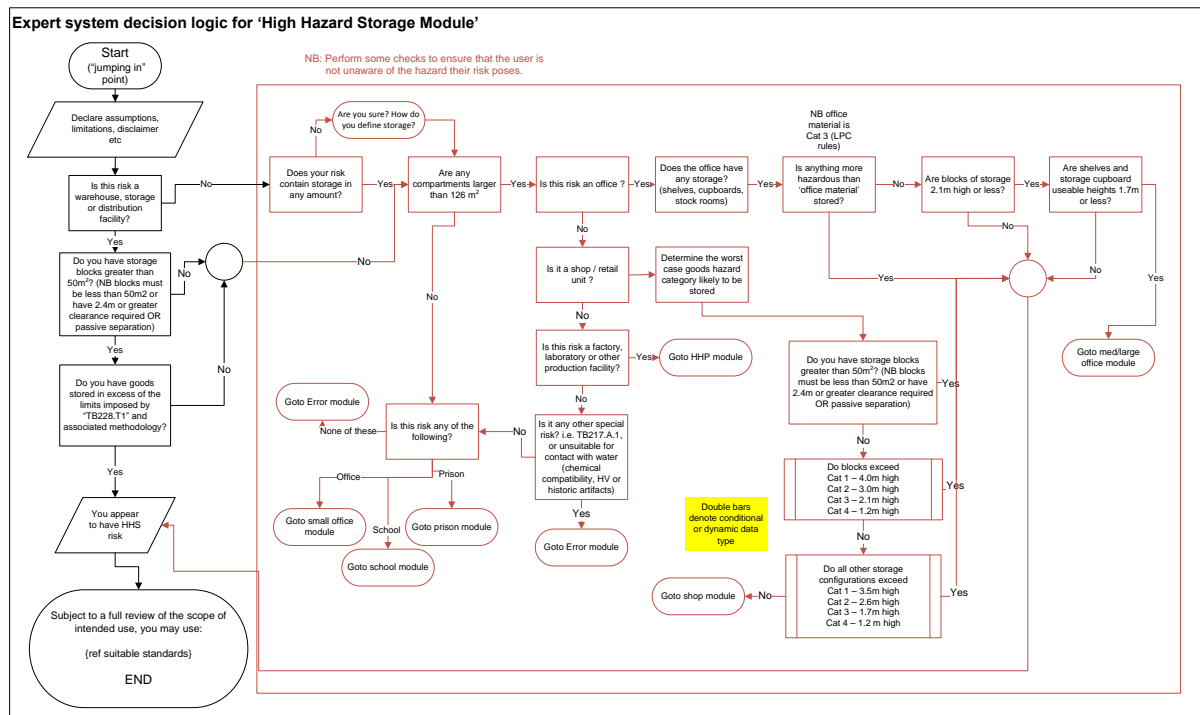 Expert system decision logic for ‘High Hazard Storage Module’
Start
(“jumping in”
point)
NB: Perform some checks to ensure that the user is
not unaware of the hazard their risk poses.
Declare assumptions,
limitations, disclaimer
etc
Are you sure? How do
you define storage?
No
NB office
material is
Cat 3 (LPC
rules)
Is this risk a
warehouse, storage
or distribution
facility?
No
Does your risk
contain storage in
any amount?
Yes
Are any
compartments larger
than 126 m²
Yes
Is this risk an office ?
Yes
Does the office have
any storage?
(shelves, cupboards,
stock rooms)
Yes
Is anything more
hazardous than
‘office material’
stored?
No
Are blocks of storage
2.1m high or less?
Yes
Are shelves and
storage cupboard
useable heights 1.7m
or less?
Yes
No
No
Do you have storage
blocks greater than
50m²? (NB blocks must
be less than 50m2 or
have 2.4m or greater
clearance required OR
passive separation)
No
No
No
Is it a shop / retail
unit ?
Determine the worst
case goods hazard
category likely to be
stored
Yes
No
Yes
No
No
Yes
Do you have goods
stored in excess of the
limits imposed by
“TB228.T1” and
associated methodology?
No
Is this risk a factory,
laboratory or other
production facility?
Yes
Goto HHP module
Do you have storage blocks
greater than 50m²? (NB blocks
must be less than 50m2 or have
2.4m or greater clearance required
OR passive separation)
Yes
Goto med/large
office module
Goto Error module
None of these
Is this risk any of the
following?
No
No
Is it any other special
risk? i.e. TB217.A.1,
or unsuitable for
contact with water
(chemical
compatibility, HV or
historic artifacts)
No
Yes
Office
Prison
Do blocks exceed
Cat 1 – 4.0m high
Cat 2 – 3.0m high
Cat 3 – 2.1m high
Cat 4 – 1.2m high
Yes
You appear
to have HHS
risk
Goto small office
module
School
Goto prison module
Yes
Double bars
denote conditional
or dynamic data
type
No
Goto school module
Goto Error module
Do all other storage
configurations exceed
Cat 1 – 3.5m high
Cat 2 – 2.6m high
Cat 3 – 1.7m high
Cat 4 – 1.2 m high
Yes
No
Goto shop module
Subject to a full review of the scope of
intended use, you may use:
{ref suitable standards}
END